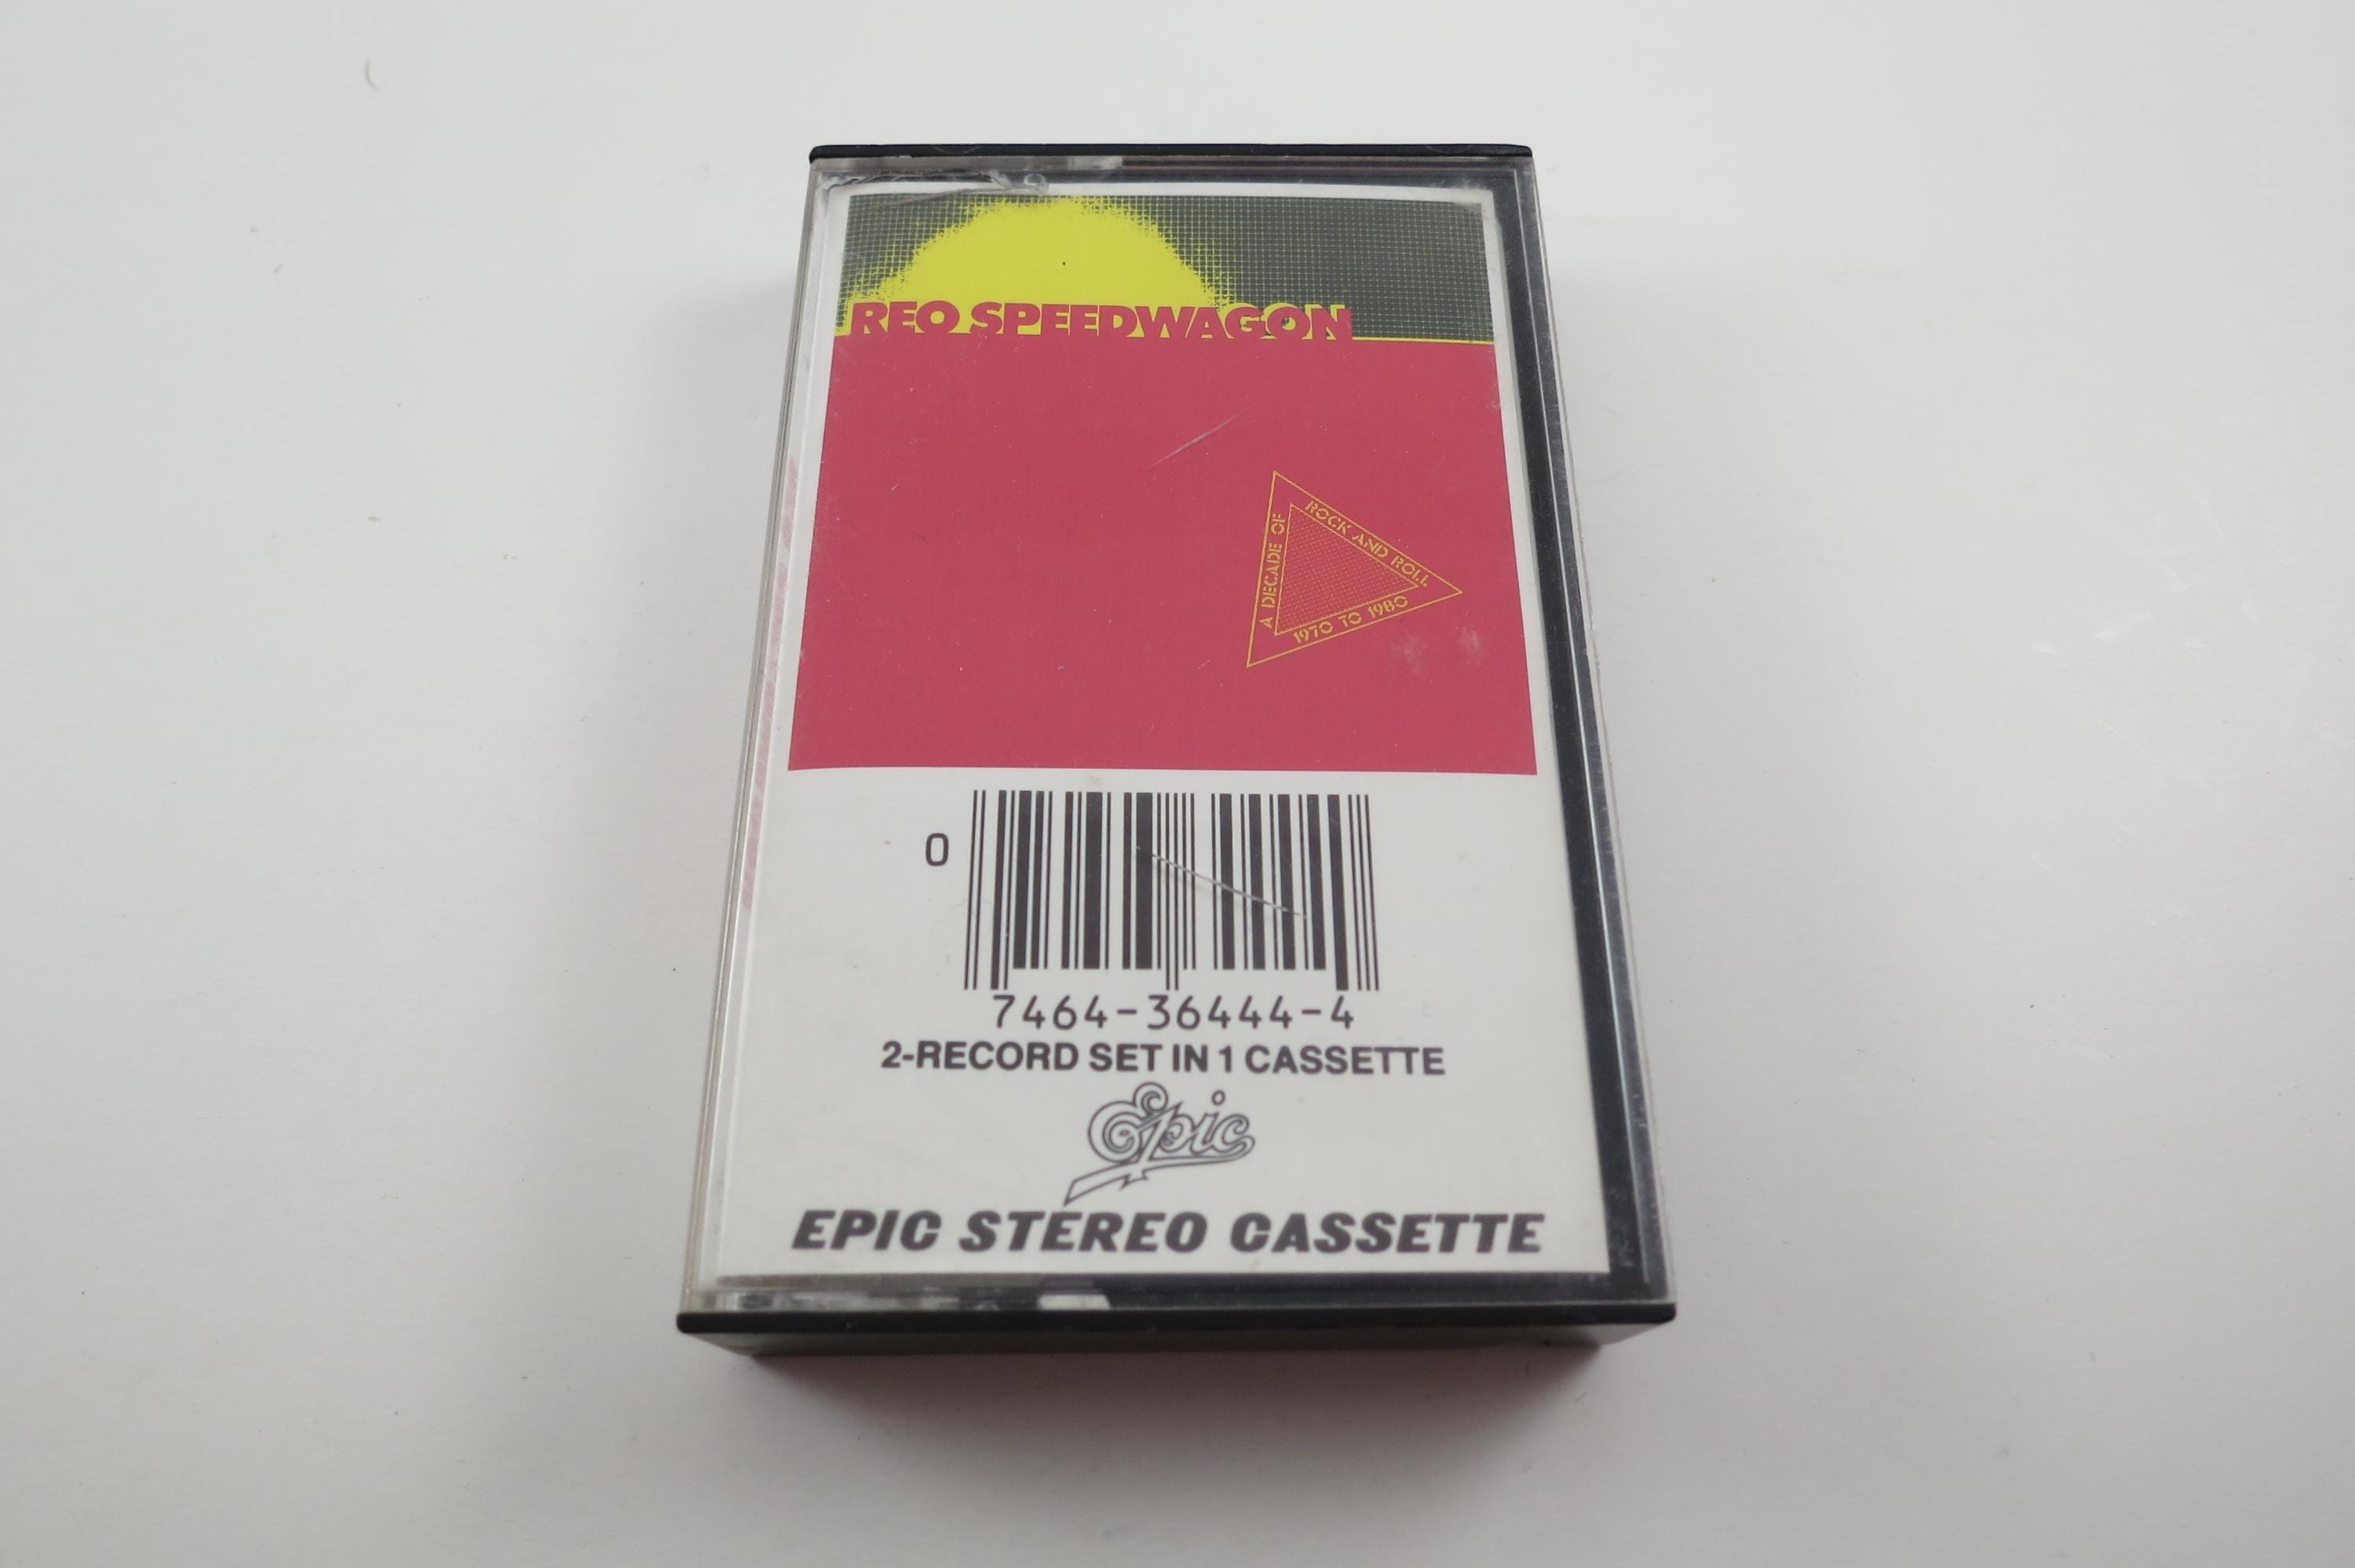 REO SPEEDWAGON
A DECADE OF
ROCK AND ROLL
1970 TO 1980
0
7464-36444-4
2-RECORD SET IN 1 CASSETTE
Epic
EPIC STEREO CASSETTE